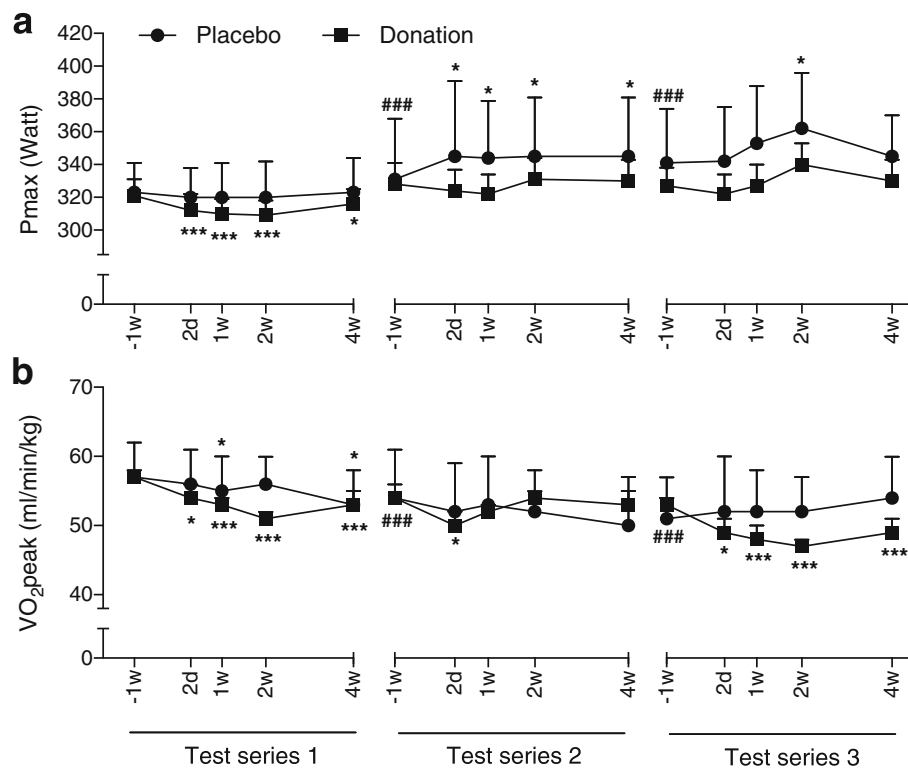 a
Placebo Donation
Pmax (Watt)
420
400
380
360
340
320
300
0
*** *** *** *
### * * * *
### *
-1w 2d 1w 2w 4w -1w 2d 1w 2w 4w -1w 2d 1w 2w 4w
b
VO2peak (ml/min/kg)
70
60
50
40
0
* *
* *** *** ***
### *
### * *** *** ***
-1w 2d 1w 2w 4w -1w 2d 1w 2w 4w -1w 2d 1w 2w 4w
Test series 1 Test series 2 Test series 3